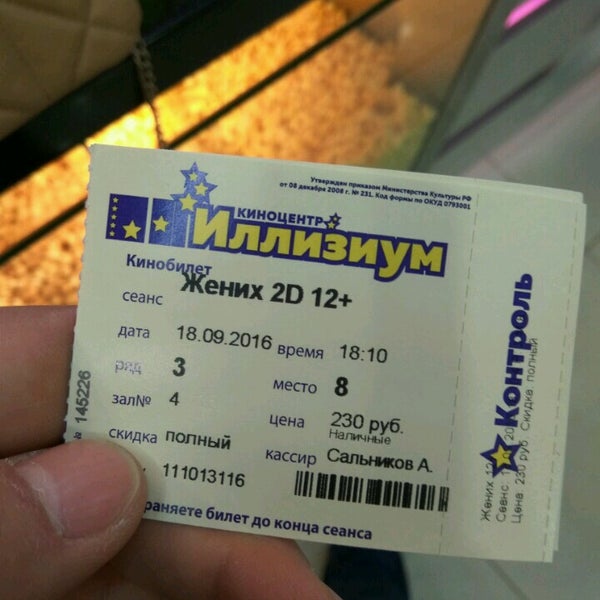 Утвержден приказом Министерства Культуры РФ
от 08 декабря 2008 г. № 231. Код формы по ОКУД 0793001
КИНОЦЕНТР
Иллизиум
Кинобилет
сеанс Жених 2D 12+
дата 18.09.2016 время 18:10
ряд 3 место 8
зал№ 4 цена 230 руб.
Наличные
скидка полный кассир Сальников А.
111013116
раняете билет до конца сеанса
145226
Контроль
Жених
Сеанс:
Цена: 230 руб. Скидка: полный